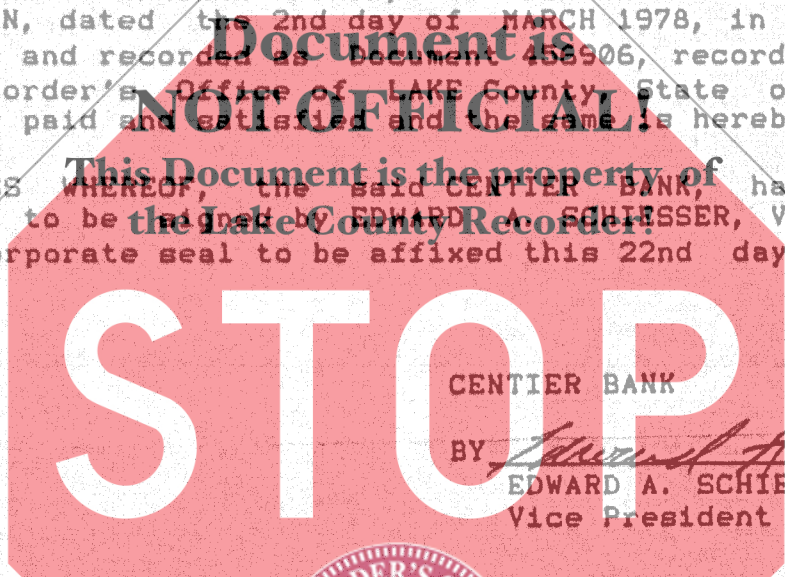 N, dated the 2nd day of MARCH 1978, in
Document is
and recorded as Document 456906, record
order's Office of LAKE County State o
NOT OFFICIAL!
paid and satisfied and the same is hereb
This Document is the property of
S WHEREOF, the said CENTIER BANK, ha
the Lake County Recorder!
to be signed by EDWARD A. SCHIESSER, V
rporate seal to be affixed this 22nd day
STOP
CENTIER BANK
BY
EDWARD A. SCHIE
Vice President
DER'S